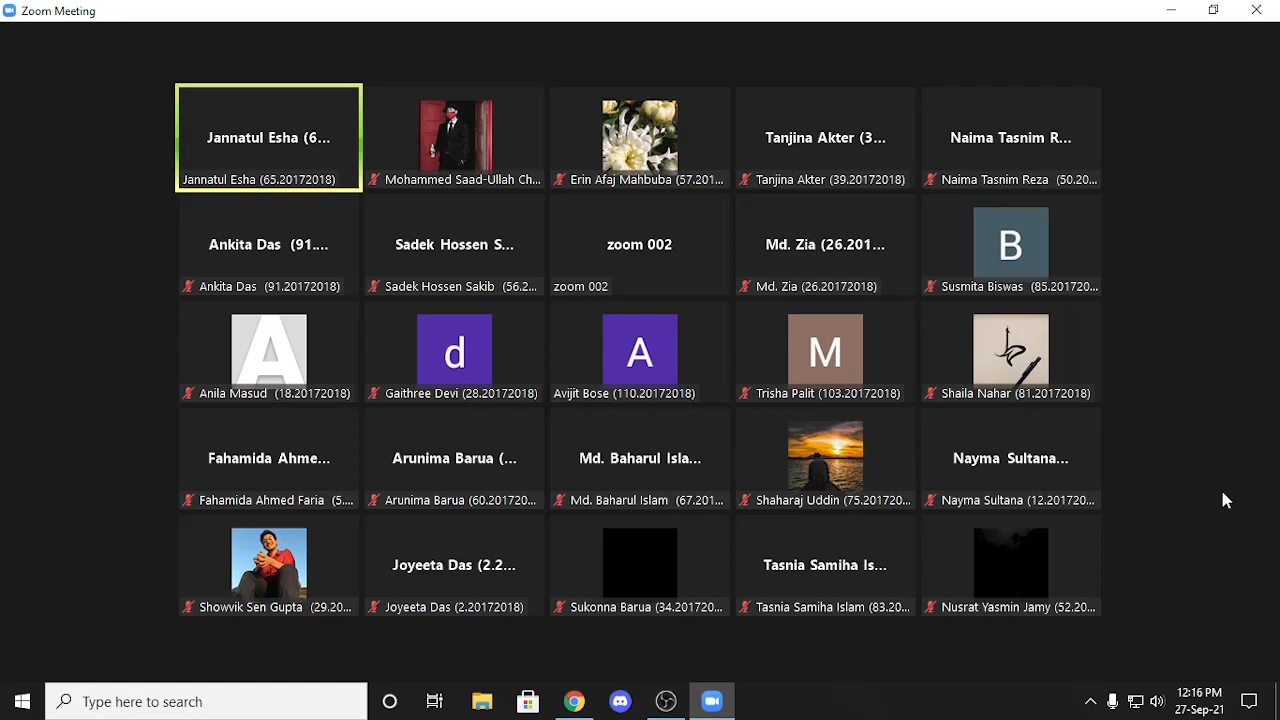 Zoom Meeting
Jannatul Esha (6...
Jannatul Esha (65.20172018)
Mohammed Saad-Ullah Ch...
Erin Afaj Mahbuba (57.201...
Tanjina Akter (3...
Tanjina Akter (39.20172018)
Naima Tasnim R...
Naima Tasnim Reza (50.20...
Ankita Das (91....
Ankita Das (91.20172018)
Sadek Hossen S...
Sadek Hossen Sakib (56.2...
zoom 002
zoom 002
Md. Zia (26.201...
Md. Zia (26.20172018)
B
Susmita Biswas (85.201720...
A
Anila Masud (18.20172018)
d
Gaithree Devi (28.20172018)
A
Avijit Bose (110.20172018)
M
Trisha Palit (103.20172018)
Shaila Nahar (81.20172018)
Fahamida Ahme...
Fahamida Ahmed Faria (5....
Arunima Barua (...
Arunima Barua (60.201720...
Md. Baharul Isla...
Md. Baharul Islam (67.201...
Shaharaj Uddin (75.201720...
Nayma Sultana...
Nayma Sultana (12.201720...
Showvik Sen Gupta (29.20...
Joyeeta Das (2.2...
Joyeeta Das (2.20172018)
Sukonna Barua (34.201720...
Tasnia Samiha Is...
Tasnia Samiha Islam (83.20...
Nusrat Yasmin Jamy (52.20...
Type here to search
12:16 PM
27-Sep-21